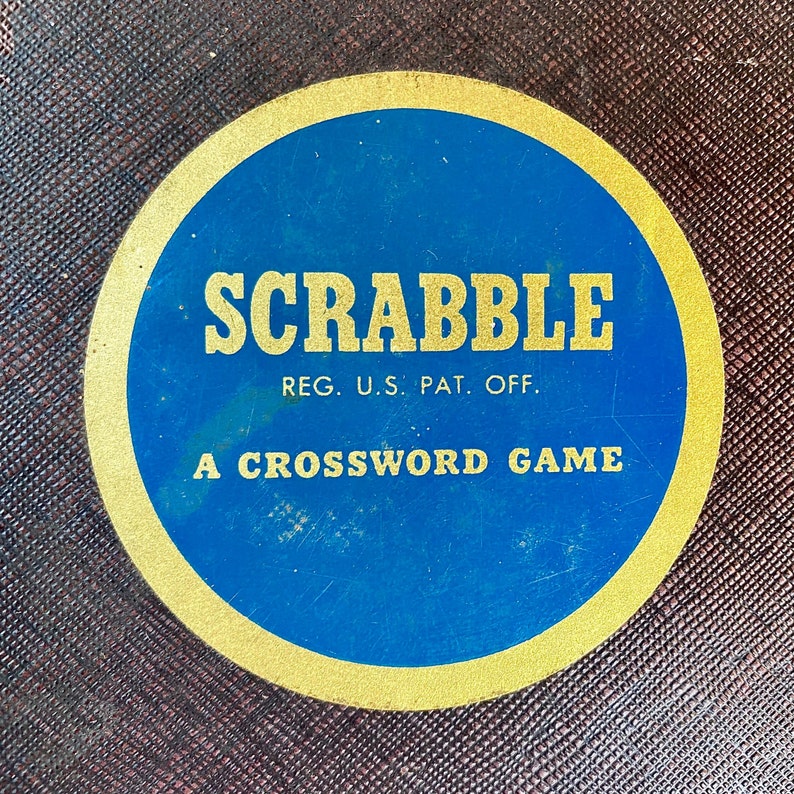 SCRABBLE
REG. U.S. PAT. OFF.
A CROSSWORD GAME